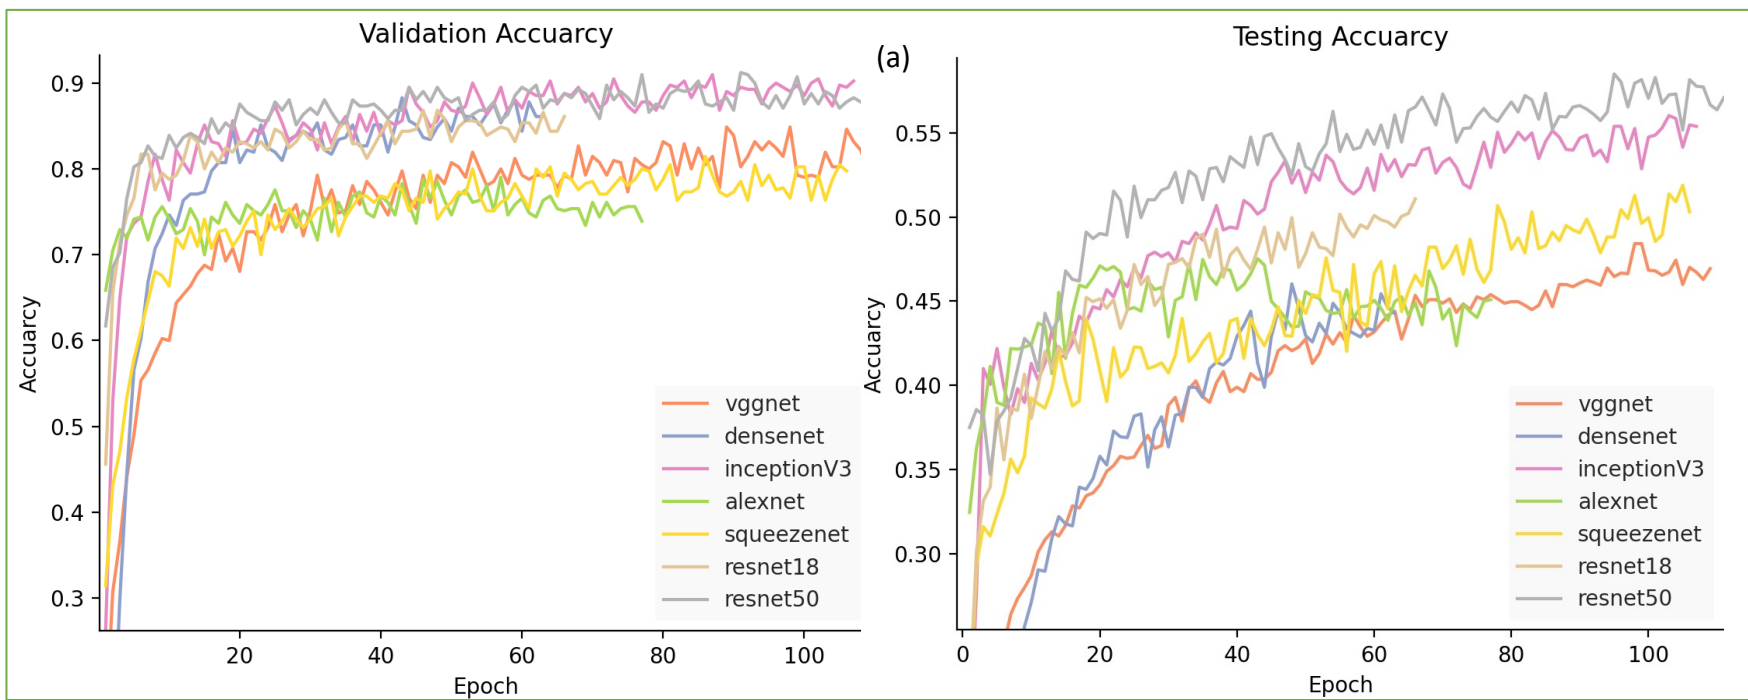 Validation Accuarcy
0.9
0.8
0.7
0.6
0.5
0.4
0.3
Accuarcy
20
40
60
80
100
Epoch
vggnet
densenet
inceptionV3
alexnet
squeezenet
resnet18
resnet50
(a)
Testing Accuarcy
0.55
0.50
0.45
0.40
0.35
0.30
Accuarcy
0
20
40
60
80
100
Epoch
vggnet
densenet
inceptionV3
alexnet
squeezenet
resnet18
resnet50